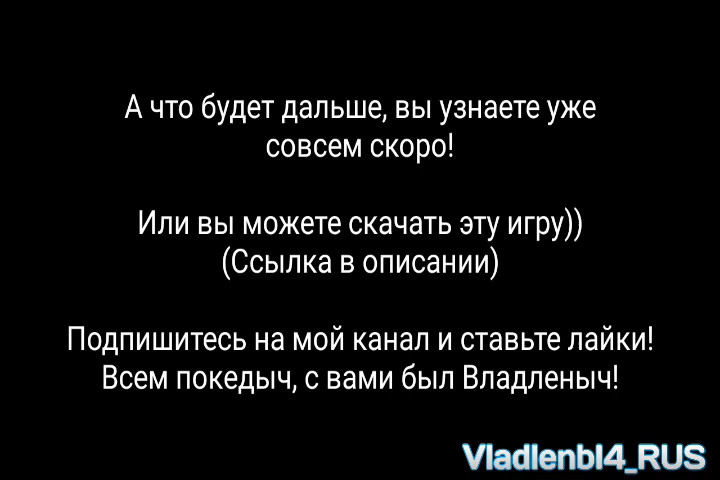 А что будет дальше, вы узнаете уже
совсем скоро!
Или вы можете скачать эту игру))
(Ссылка в описании)
Подпишитесь на мой канал и ставьте лайки!
Всем покедыч, с вами был Владленыч!
Vladlenbl4_RUS